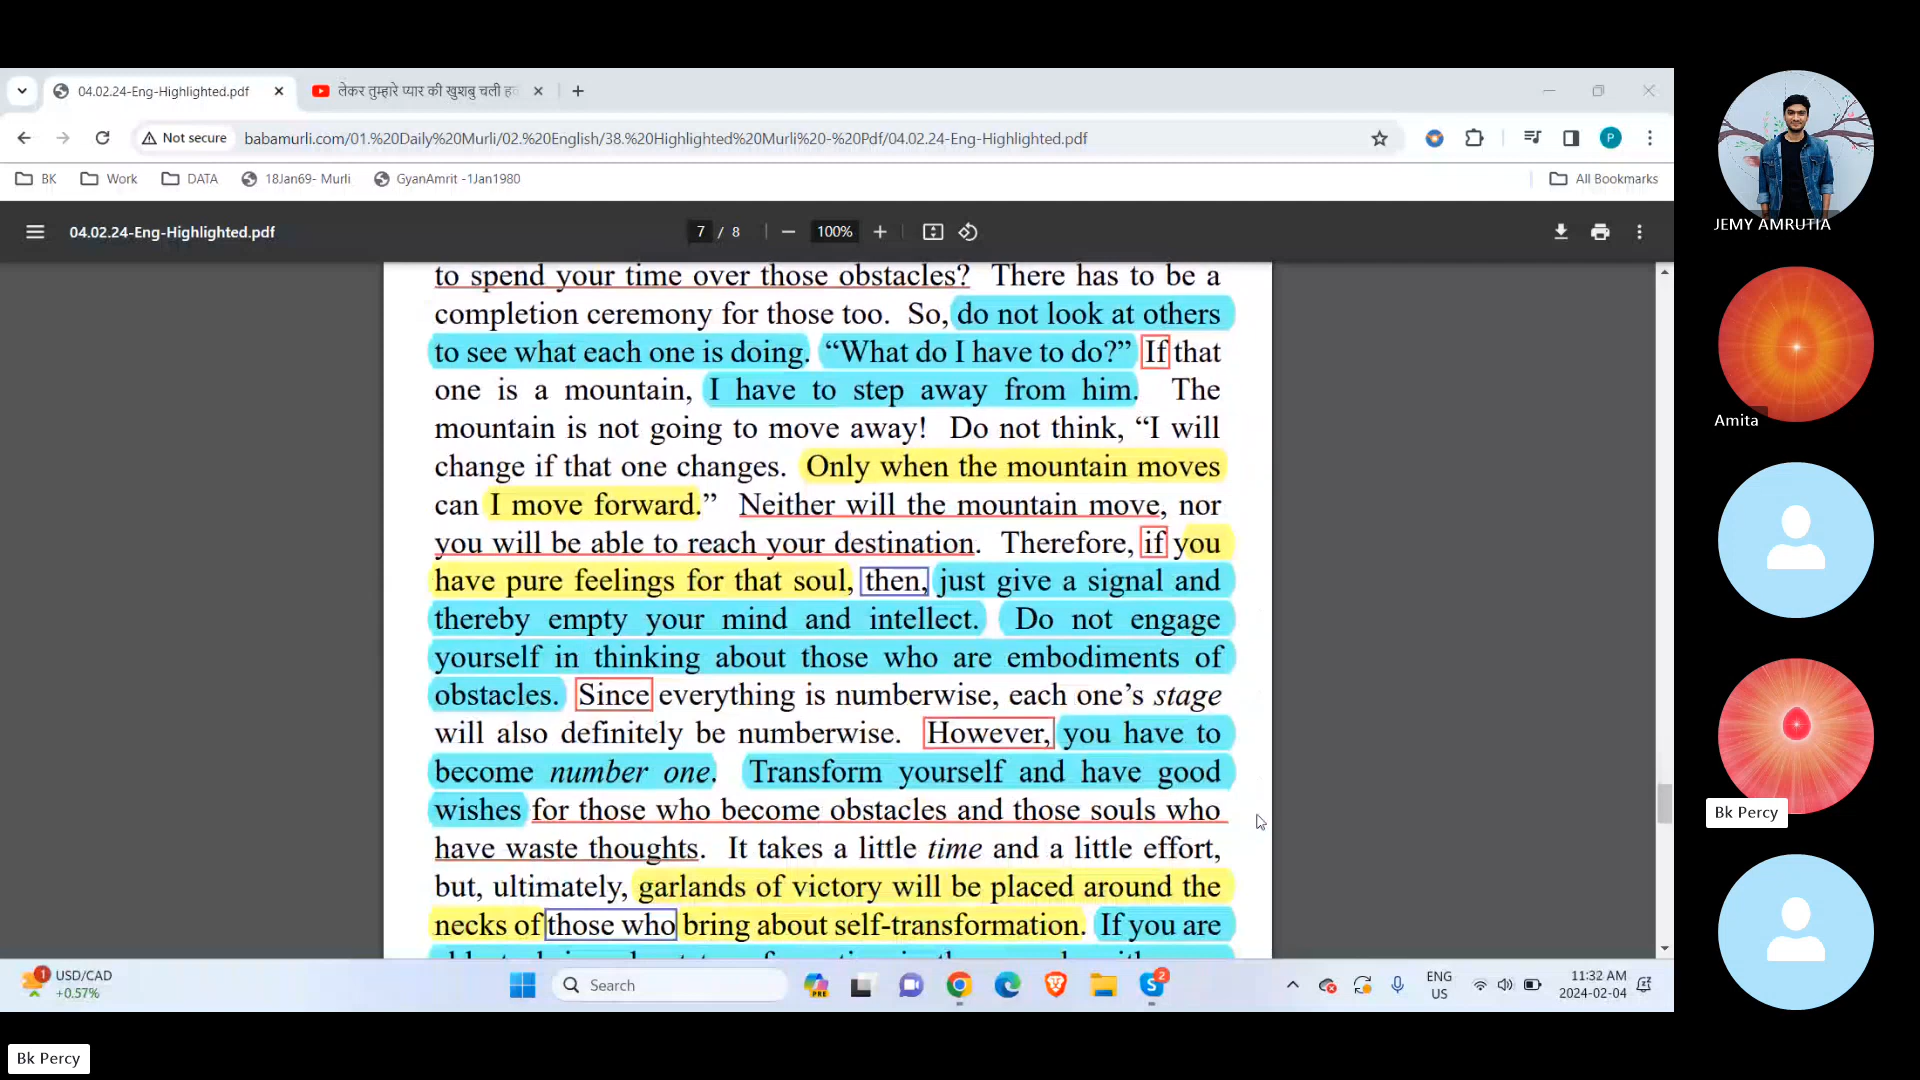 04.02.24-Eng-Highlighted.pdf
लेकर तुम्हारे प्यार की खुशबु चली
Not secure
babamurli.com/01.%20Daily%20Murli/02.%20English/38.%20Highlighted%20Murli%20-%20Pdf/04.02.24-Eng-Highlighted.pdf
P
BK
Work
DATA
18Jan69- Murli
GyanAmrit -1Jan1980
All Bookmarks
04.02.24-Eng-Highlighted.pdf
7 / 8
100%
to spend your time over those obstacles? There has to be a
completion ceremony for those too. So, do not look at others
to see what each one is doing. “What do I have to do?” If that
one is a mountain, I have to step away from him. The
mountain is not going to move away! Do not think, “I will
change if that one changes. Only when the mountain moves
can I move forward.” Neither will the mountain move, nor
you will be able to reach your destination. Therefore, if you
have pure feelings for that soul, then, just give a signal and
thereby empty your mind and intellect. Do not engage
yourself in thinking about those who are embodiments of
obstacles. Since everything is numberwise, each one’s stage
will also definitely be numberwise. However, you have to
become number one. Transform yourself and have good
wishes for those who become obstacles and those souls who
have waste thoughts. It takes a little time and a little effort,
but, ultimately, garlands of victory will be placed around the
necks of those who bring about self-transformation. If you are
JEMY AMRUTIA
Amita
Bk Percy
1
USD/CAD
+0.57%
Search
PRE
S
2
ENG
US
11:32 AM
2024-02-04
Bk Percy